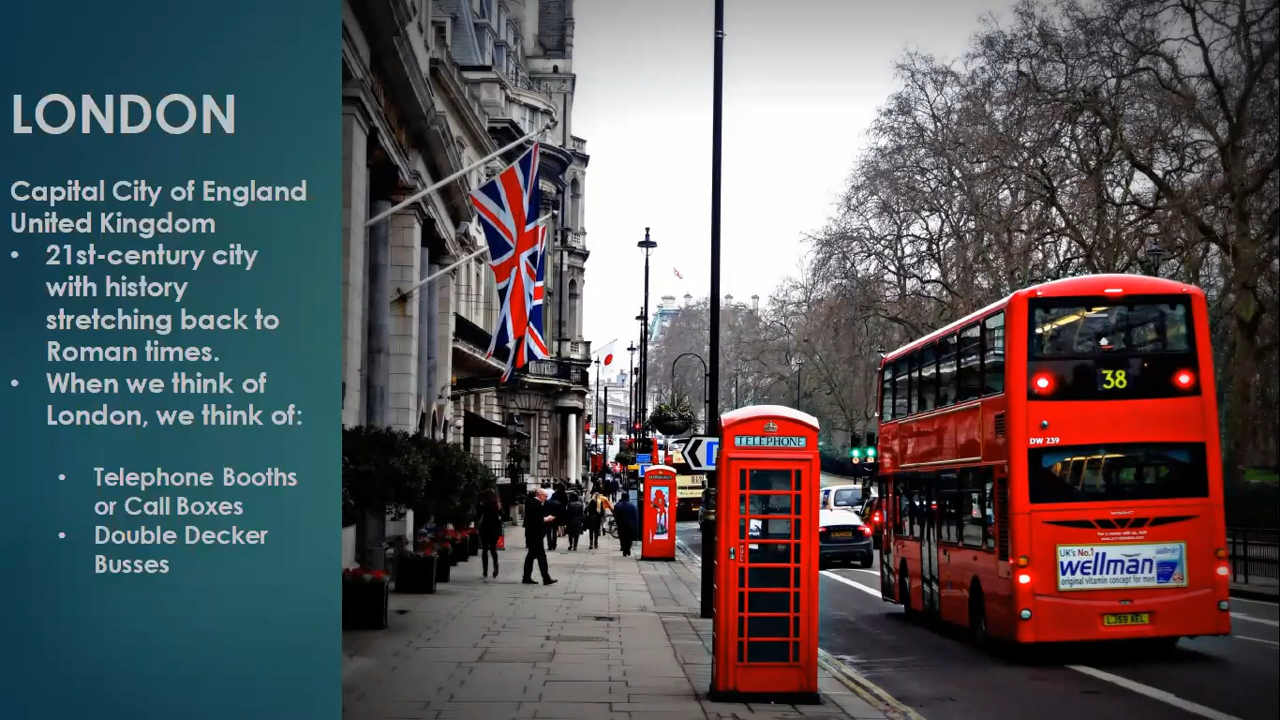 LONDON
Capital City of England
United Kingdom
• 21st-century city
with history
stretching back to
Roman times.
• When we think of
London, we think of:
• Telephone Booths
or Call Boxes
• Double Decker
Busses
TELEPHONE
38
DW 239
WRIGHT
UK's No.1
wellman
original vitamin concept for men
LJ59 AEL